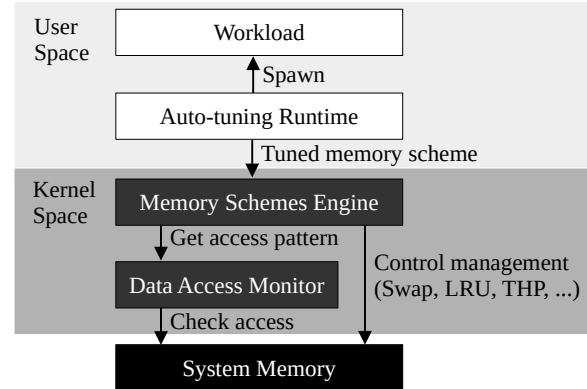 User
Space
Workload
Spawn
Auto-tuning Runtime
Tuned memory scheme
Kernel
Space
Memory Schemes Engine
Get access pattern
Data Access Monitor
Control management
(Swap, LRU, THP, ...)
Check access
System Memory